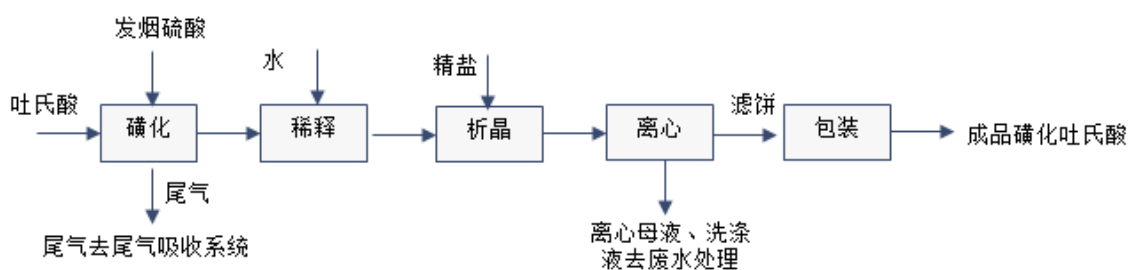 发烟硫酸
水
精盐
吐氏酸
磺化
稀释
析晶
离心
滤饼
包装
成品磺化吐氏酸
尾气
尾气去尾气吸收系统
离心母液、洗涤
液去废水处理